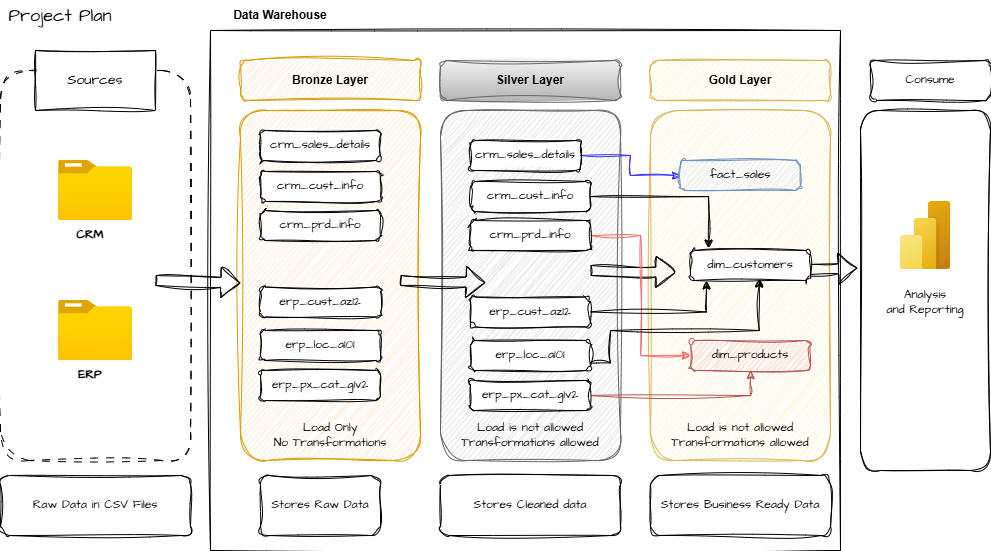 Project Plan
Data Warehouse
Sources
Bronze Layer
Silver Layer
Gold Layer
Consume
CRM
ERP
crm_sales_details
crm_cust_info
crm_prd_info
erp_cust_az12
erp_loc_a101
erp_px_cat_g1v2
Load Only
No Transformations
crm_sales_details
crm_cust_info
crm_prd_info
erp_cust_az12
erp_loc_a101
erp_px_cat_g1v2
Load is not allowed
Transformations allowed
fact_sales
dim_customers
dim_products
Load is not allowed
Transformations allowed
Analysis
and Reporting
Raw Data in CSV Files
Stores Raw Data
Stores Cleaned data
Stores Business Ready Data